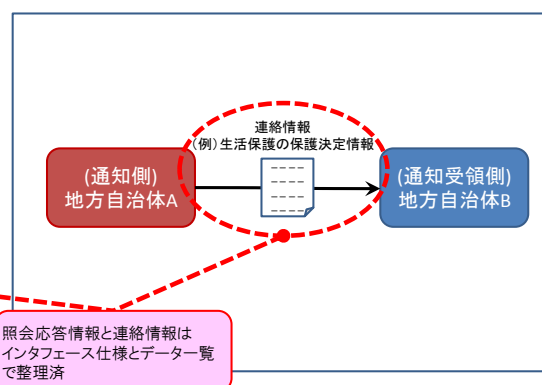 連絡情報
(例)生活保護の保護決定情報
(通知側)
地方自治体A
(通知受領側)
地方自治体B
照会応答情報と連絡情報は
インタフェース仕様とデータ一覧
で整理済